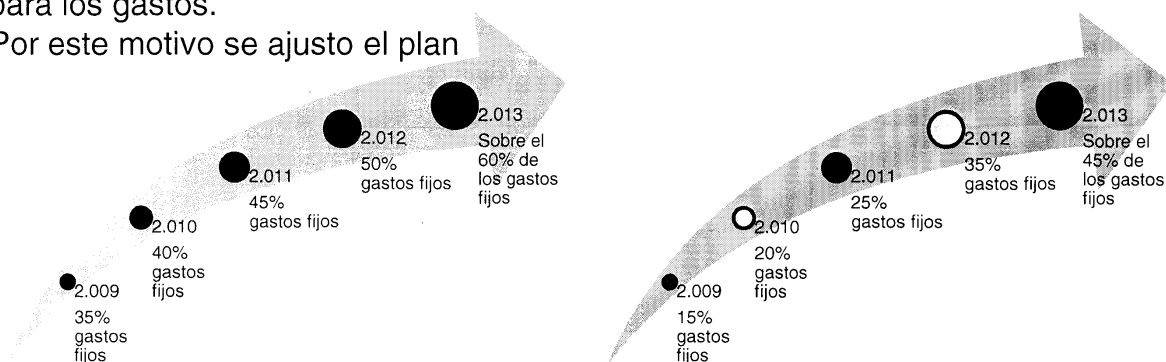 para los gastos.
Por este motivo se ajusto el plan
2.013
Sobre el
60% de
los gastos
fijos
2.012
50%
gastos fijos
2.011
45%
gastos fijos
2.010
40%
gastos
fijos
2.009
35%
gastos
fijos
2.013
Sobre el
45% de
los gastos
fijos
2.012
35%
gastos fijos
2.011
25%
gastos fijos
2.010
20%
gastos
fijos
2.009
15%
gastos
fijos